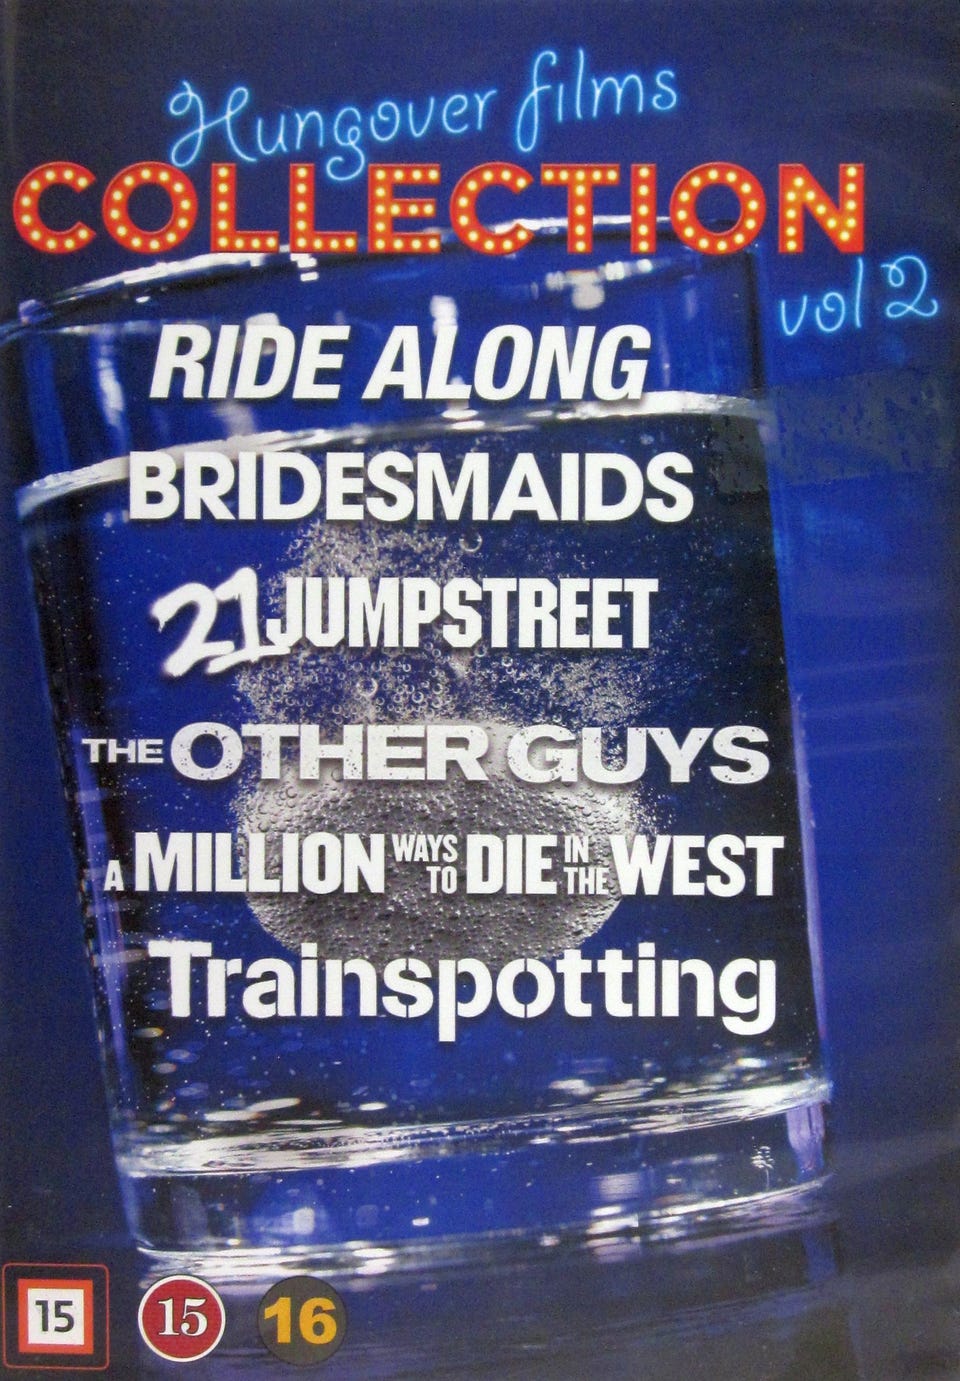 Hungover films
COLLECTION
vol 2
RIDE ALONG
BRIDESMAIDS
21 JUMPSTREET
THE OTHER GUYS
A MILLION WAYS TO DIE IN THE WEST
Trainspotting
15 15 16